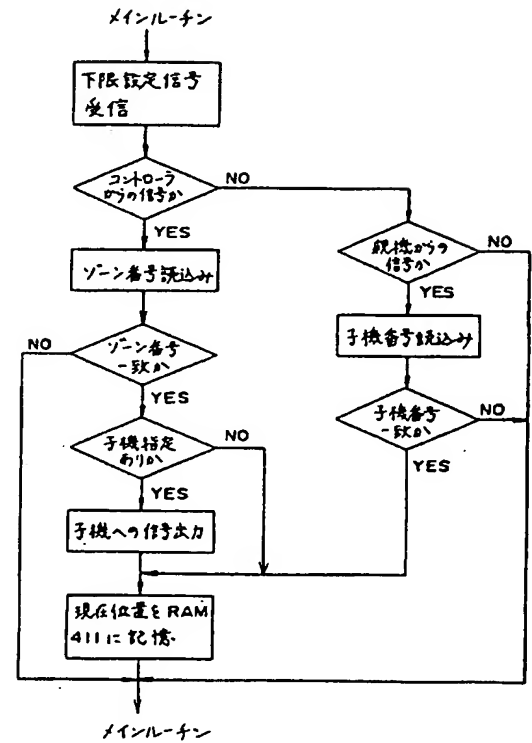 メインルーチン
下限設定信号
受信
コントローラ
からの信号か
NO
YES
親機からの
信号か
NO
YES
ゾーン番号読込み
子機番号読込み
NO
ゾーン番号
一致か
YES
子機番号
一致か
NO
YES
子機指定
ありか
NO
YES
子機への信号出力
現在位置をRAM
411に記憶
メインルーチン